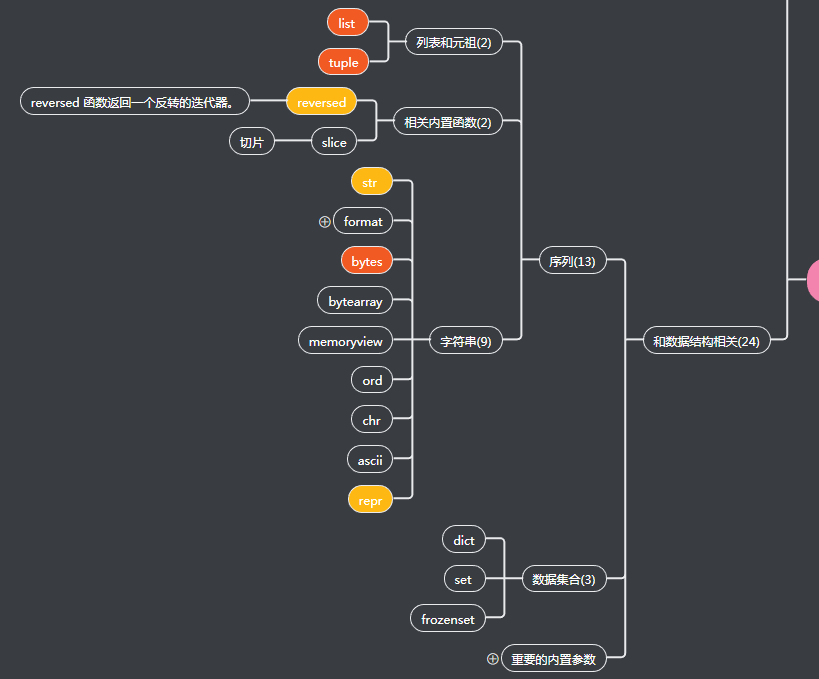 list
列表和元祖(2)
tuple
reversed 函数返回一个反转的迭代器。
reversed
相关内置函数(2)
切片
slice
str
format
bytes
序列(13)
bytearray
memoryview
字符串(9)
和数据结构相关(24)
ord
chr
ascii
repr
dict
set
数据集合(3)
frozenset
重要的内置参数